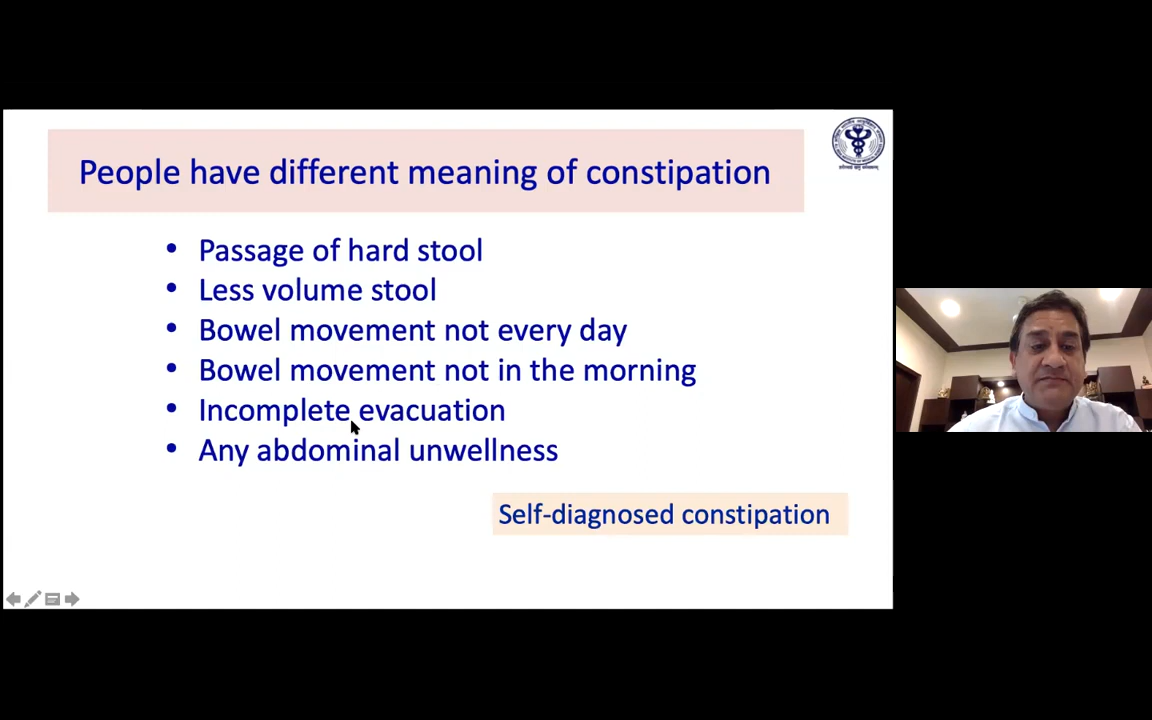 People have different meaning of constipation
• Passage of hard stool
• Less volume stool
• Bowel movement not every day
• Bowel movement not in the morning
• Incomplete evacuation
• Any abdominal unwellness
Self-diagnosed constipation